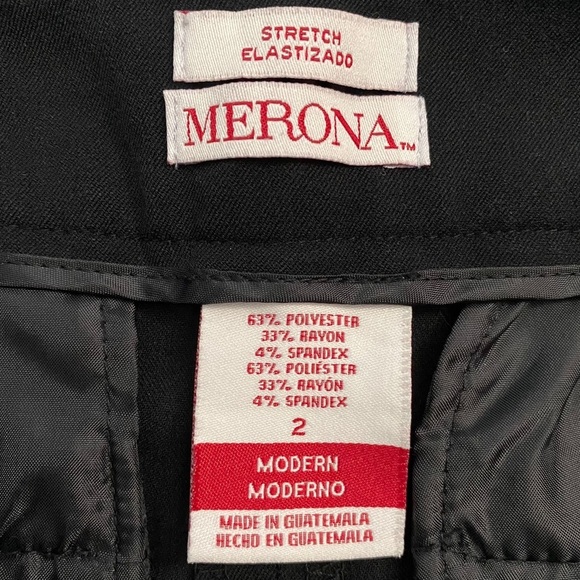 STRETCH
ELASTIZADO
MERONA™
63% POLYESTER
33% RAYON
4% SPANDEX
63% POLIÉSTER
33% RAYÓN
4% SPANDEX
2
MODERN
MODERNO
MADE IN GUATEMALA
HECHO EN GUATEMALA